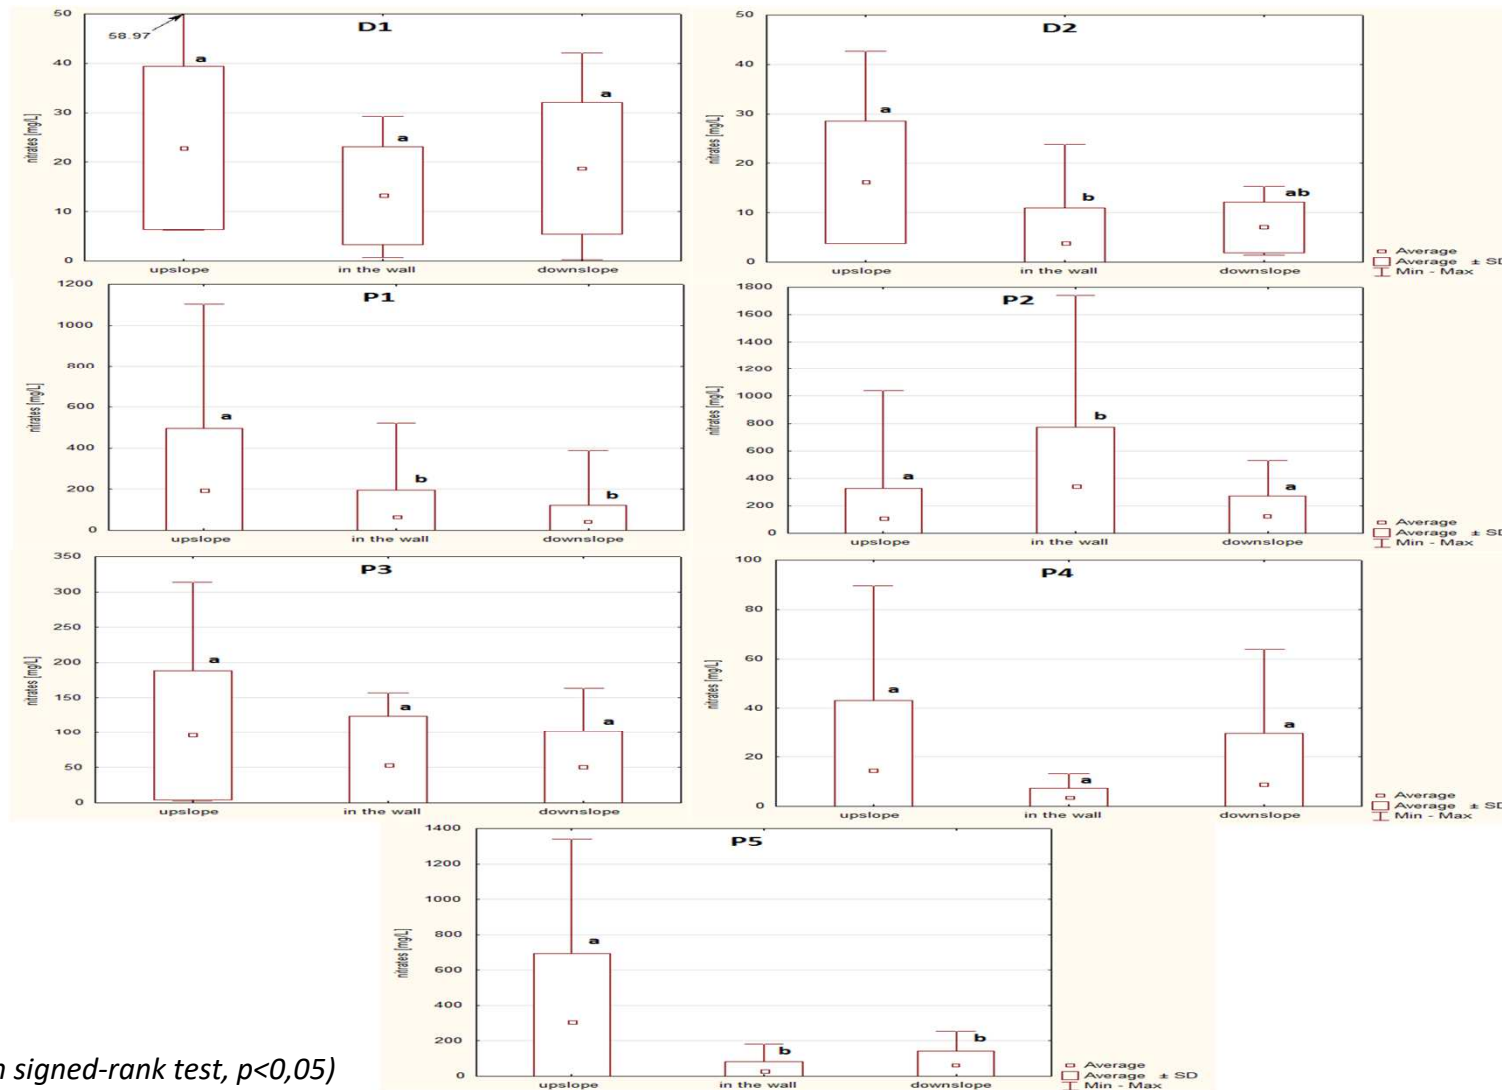 D1
58.97
50
40
30
20
10
0
nitrates [mg/L]
a
a
a
upslope
in the wall
downslope
D2
50
40
30
20
10
0
nitrates [mg/L]
a
b
ab
upslope
in the wall
downslope
Average
Average ± SD
Min - Max
P1
1200
1000
800
600
400
200
0
nitrates [mg/L]
a
b
b
upslope
in the wall
downslope
P2
1800
1600
1400
1200
1000
800
600
400
200
0
nitrates [mg/L]
a
b
a
upslope
in the wall
downslope
Average
Average ± SD
Min - Max
P3
350
300
250
200
150
100
50
0
nitrates [mg/L]
a
a
a
upslope
in the wall
downslope
P4
100
80
60
40
20
0
nitrates [mg/L]
a
a
a
upslope
in the wall
downslope
Average
Average ± SD
Min - Max
P5
1400
1200
1000
800
600
400
200
0
nitrates [mg/L]
a
b
b
upslope
in the wall
downslope
Average
Average ± SD
Min - Max
signed-rank test, p<0,05)